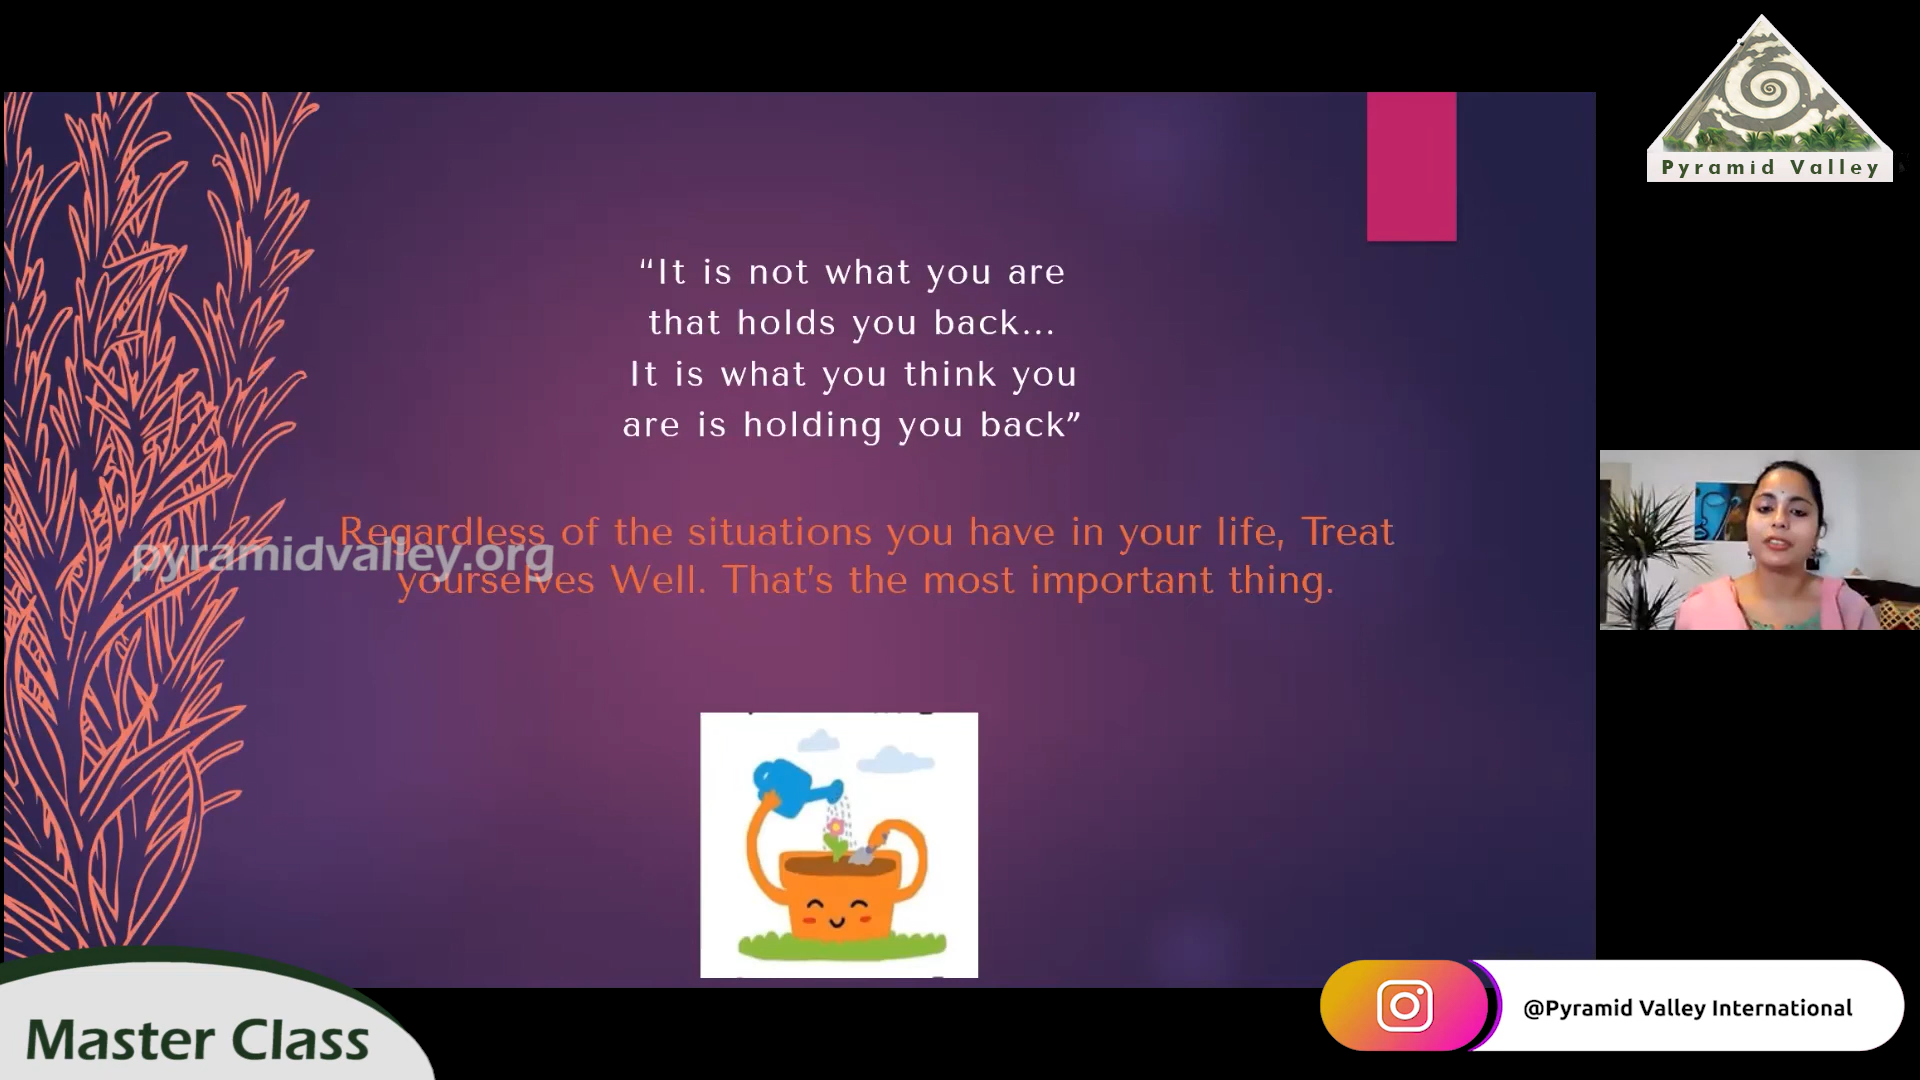 Pyramid Valley
“It is not what you are
that holds you back...
It is what you think you
are is holding you back”
Regardless of the situations you have in your life, Treat
yourselves Well. That’s the most important thing.
pyramidvalley.org
Master Class
@Pyramid Valley International